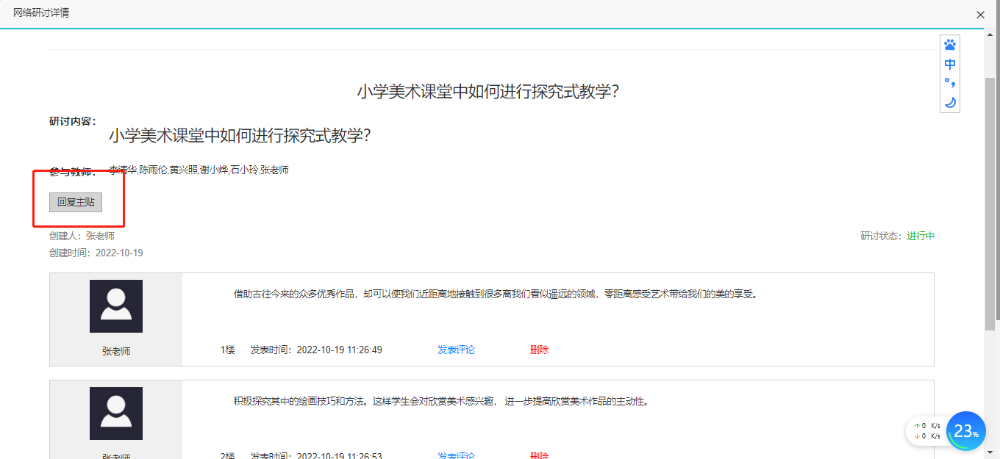 网络研讨详情
中
小学美术课堂中如何进行探究式教学?
研讨内容：
小学美术课堂中如何进行探究式教学?
参与教师： 李清华,陈雨伦,黄兴照,谢小烨,石小玲,张老师
回复主贴
创建人：张老师 研讨状态：进行中
创建时间：2022-10-19
借助古往今来的众多优秀作品，却可以使我们近距离地接触到很多离我们看似遥远的领域，零距离感受艺术带给我们的美的享受。
张老师 1楼 发表时间：2022-10-19 11:26:49 发表评论 删除
积极探究其中的绘画技巧和方法。这样学生会对欣赏美术感兴趣， 进一步提高欣赏美术作品的主动性。
↑0 K/s
↓0 K/s
23%
张老师 2楼 发表时间：2022-10-19 11:26:53 发表评论 删除